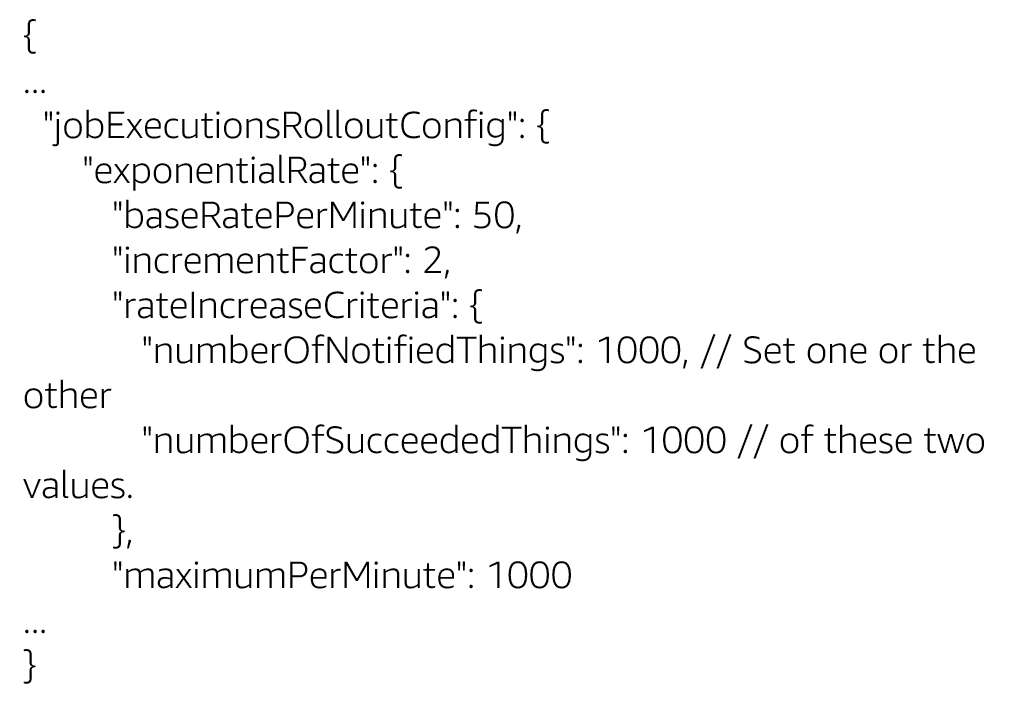 {
...
"jobExecutionsRolloutConfig": {
"exponentialRate": {
"baseRatePerMinute": 50,
"incrementFactor": 2,
"rateIncreaseCriteria": {
"numberOfNotifiedThings": 1000, // Set one or the
other
"numberOfSucceededThings": 1000 // of these two
values.
},
"maximumPerMinute": 1000
...
}